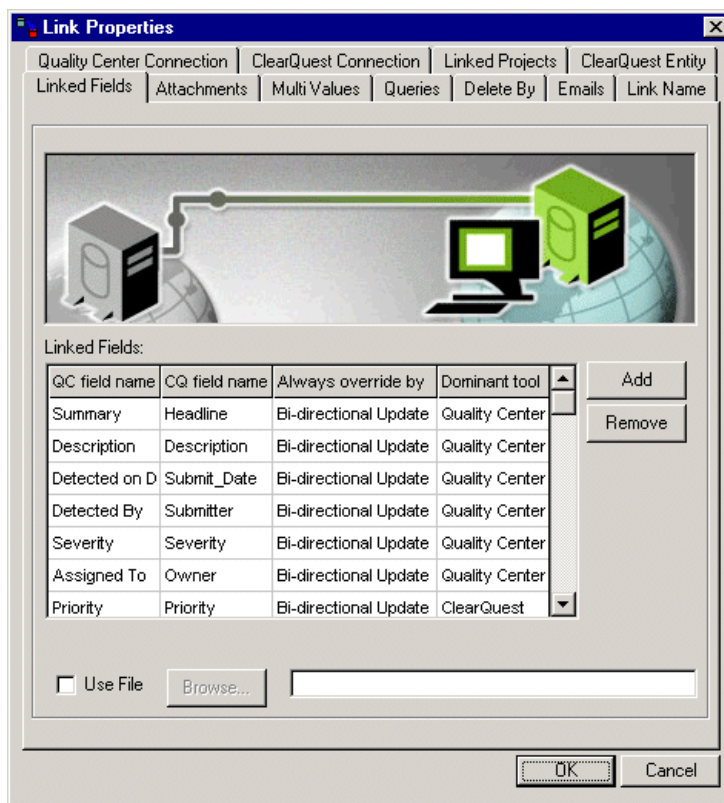 Link Properties
Quality Center Connection ClearQuest Connection Linked Projects ClearQuest Entity
Linked Fields Attachments Multi Values Queries Delete By Emails Link Name
Linked Fields:
QC field name CQ field name Always override by Dominant tool
Add
Summary Headline Bi-directional Update Quality Center
Remove
Description Description Bi-directional Update Quality Center
Detected on D Submit_Date Bi-directional Update Quality Center
Detected By Submitter Bi-directional Update Quality Center
Severity Severity Bi-directional Update Quality Center
Assigned To Owner Bi-directional Update Quality Center
Priority Priority Bi-directional Update ClearQuest
Use File Browse...
OK Cancel